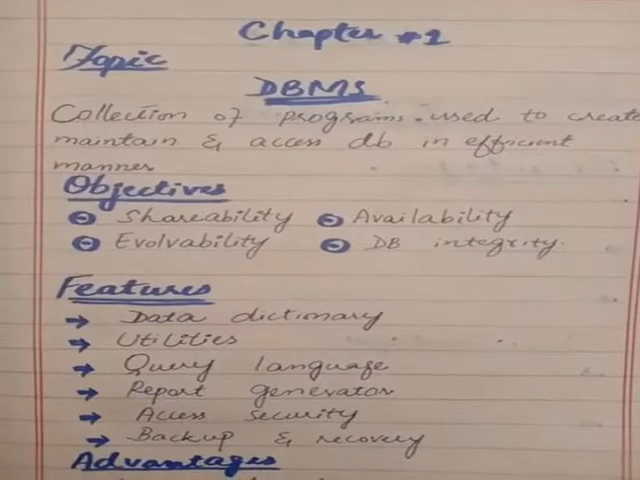 Chapter #1
Topic
DBMS
Collection of programs used to create
maintain & access db in efficient
manner
Objectives
Shareability Availability
Evolvability DB integrity
Features
→ Data dictionary
→ Utilities
→ Query language
→ Report generator
→ Access security
→ Backup & recovery
Advantages